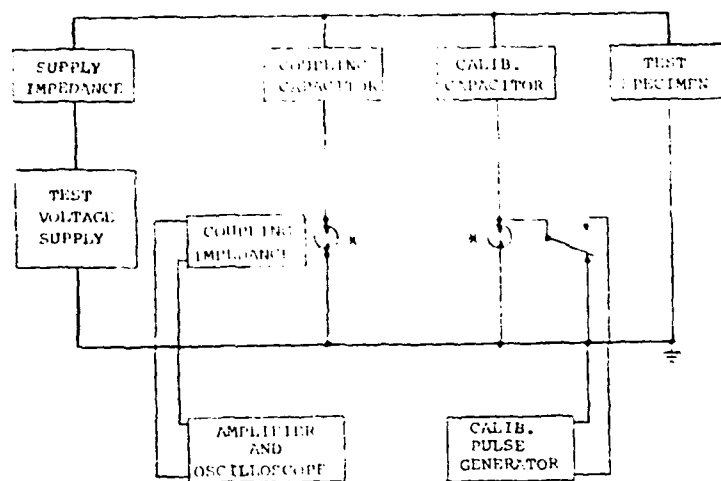 SUPPLY
IMPEDANCE
COUPLING
CAPACITOR
CALIB.
CAPACITOR
TEST
SPECIMEN
TEST
VOLTAGE
SUPPLY
COUPLING
IMPEDANCE
*
*
AMPLIFIER
AND
OSCILLOSCOPE
CALIB.
PULSE
GENERATOR